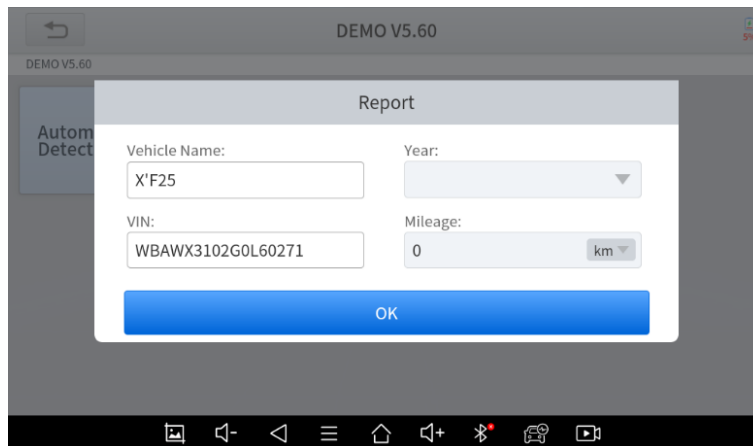 DEMO V5.60
5%
DEMO V5.60
Autom
Detect
Report
Vehicle Name:
Year:
X'F25
VIN:
Mileage:
WBAWX3102G0L60271
0
km
OK